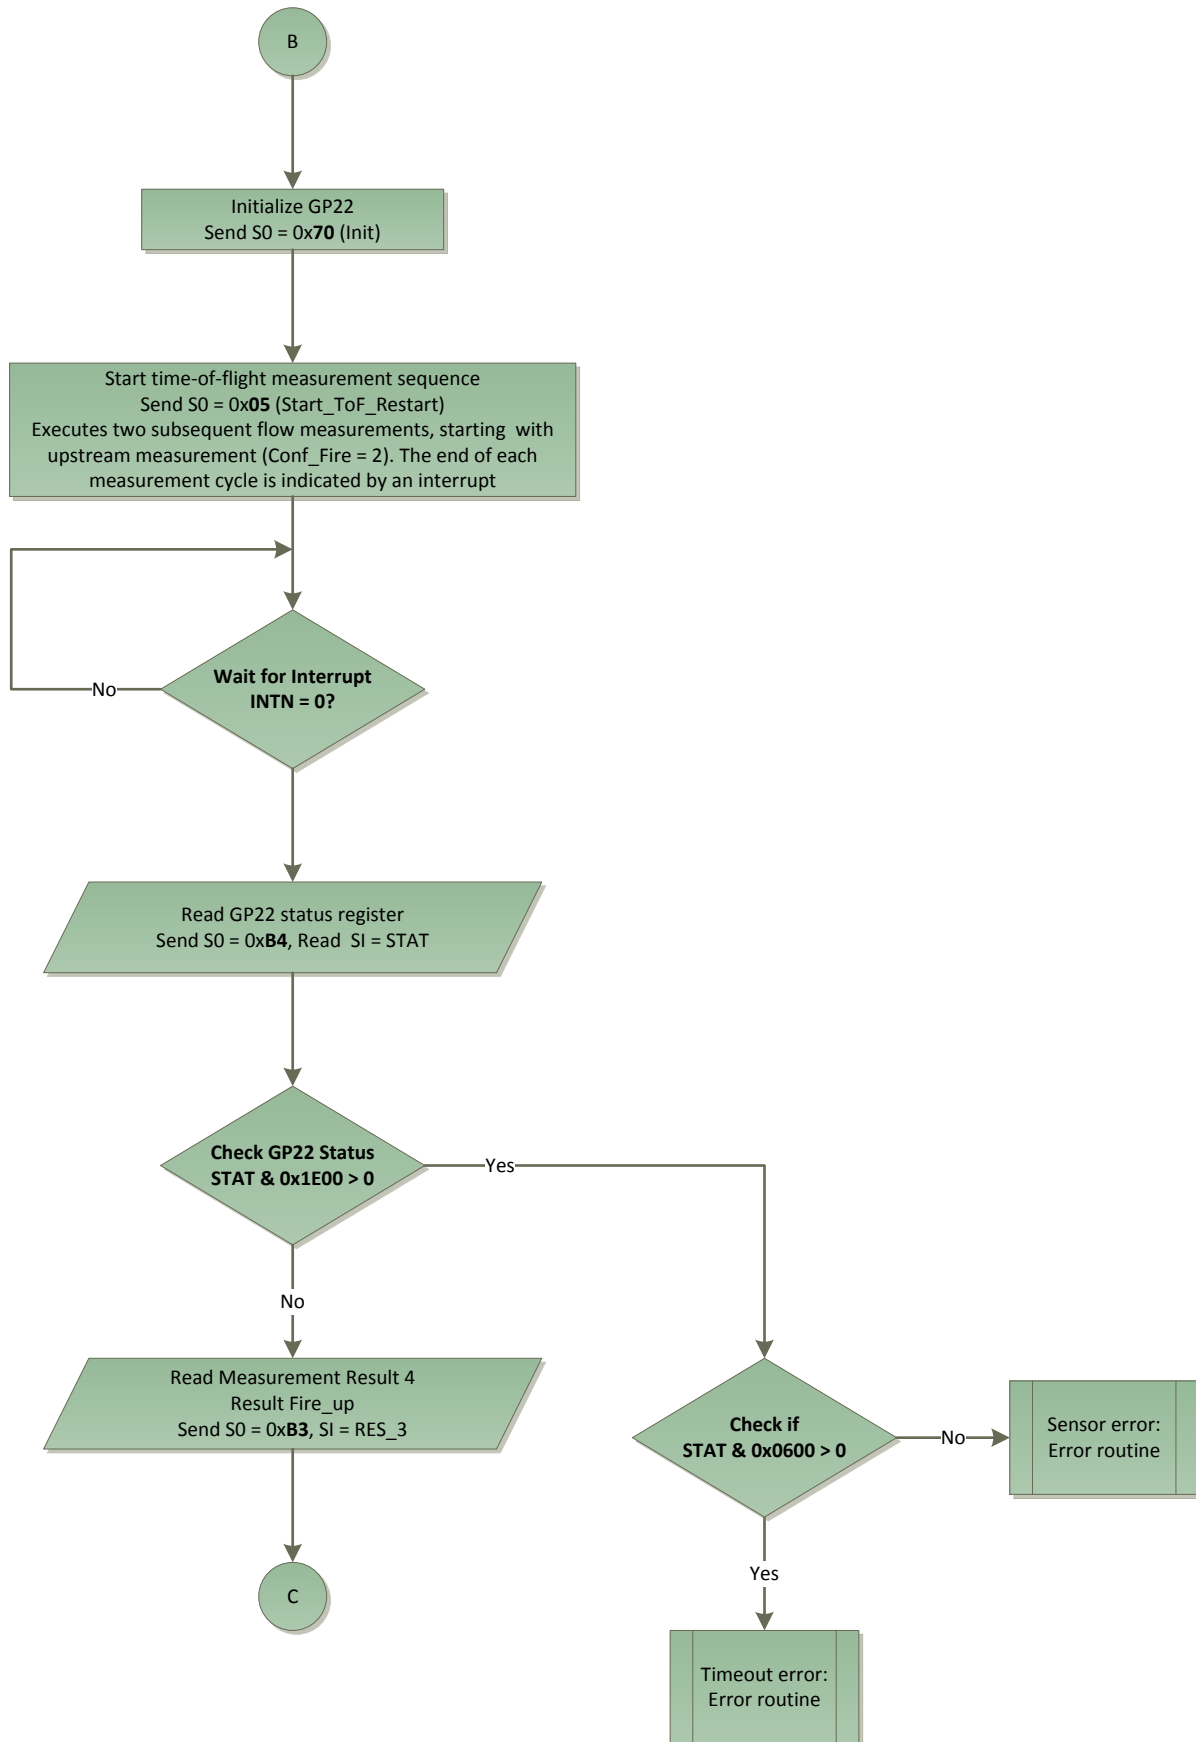 B
Initialize GP22
Send S0 = 0x70 (Init)
Start time-of-flight measurement sequence
Send S0 = 0x05 (Start_ToF_Restart)
Executes two subsequent flow measurements, starting  with
upstream measurement (Conf_Fire = 2). The end of each
measurement cycle is indicated by an interrupt
Wait for Interrupt
INTN = 0?
No
Read GP22 status register
Send S0 = 0xB4, Read  SI = STAT
Check GP22 Status
STAT & 0x1E00 > 0
Yes
No
Read Measurement Result 4
Result Fire_up
Send S0 = 0xB3, SI = RES_3
Check if
STAT & 0x0600 > 0
No
Sensor error:
Error routine
Yes
C
Timeout error:
Error routine